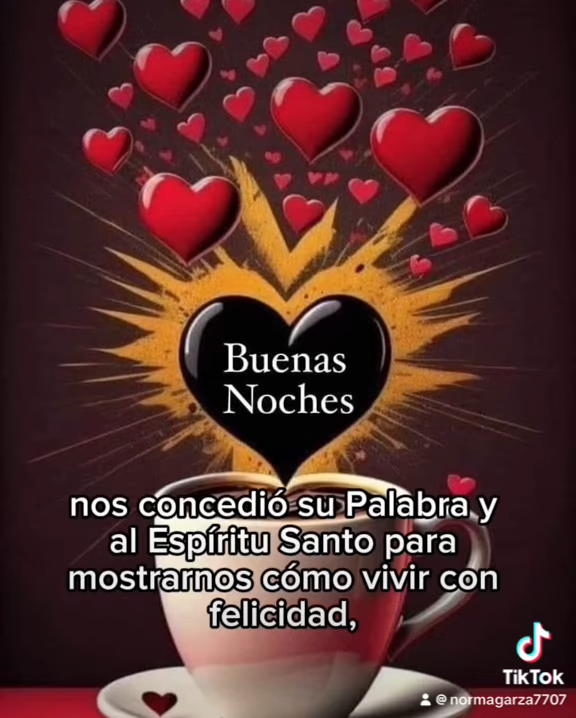 Buenas
Noches
nos concedió su Palabra y
al Espíritu Santo para
mostrarnos cómo vivir con
felicidad,
TikTok
@normagarza7707